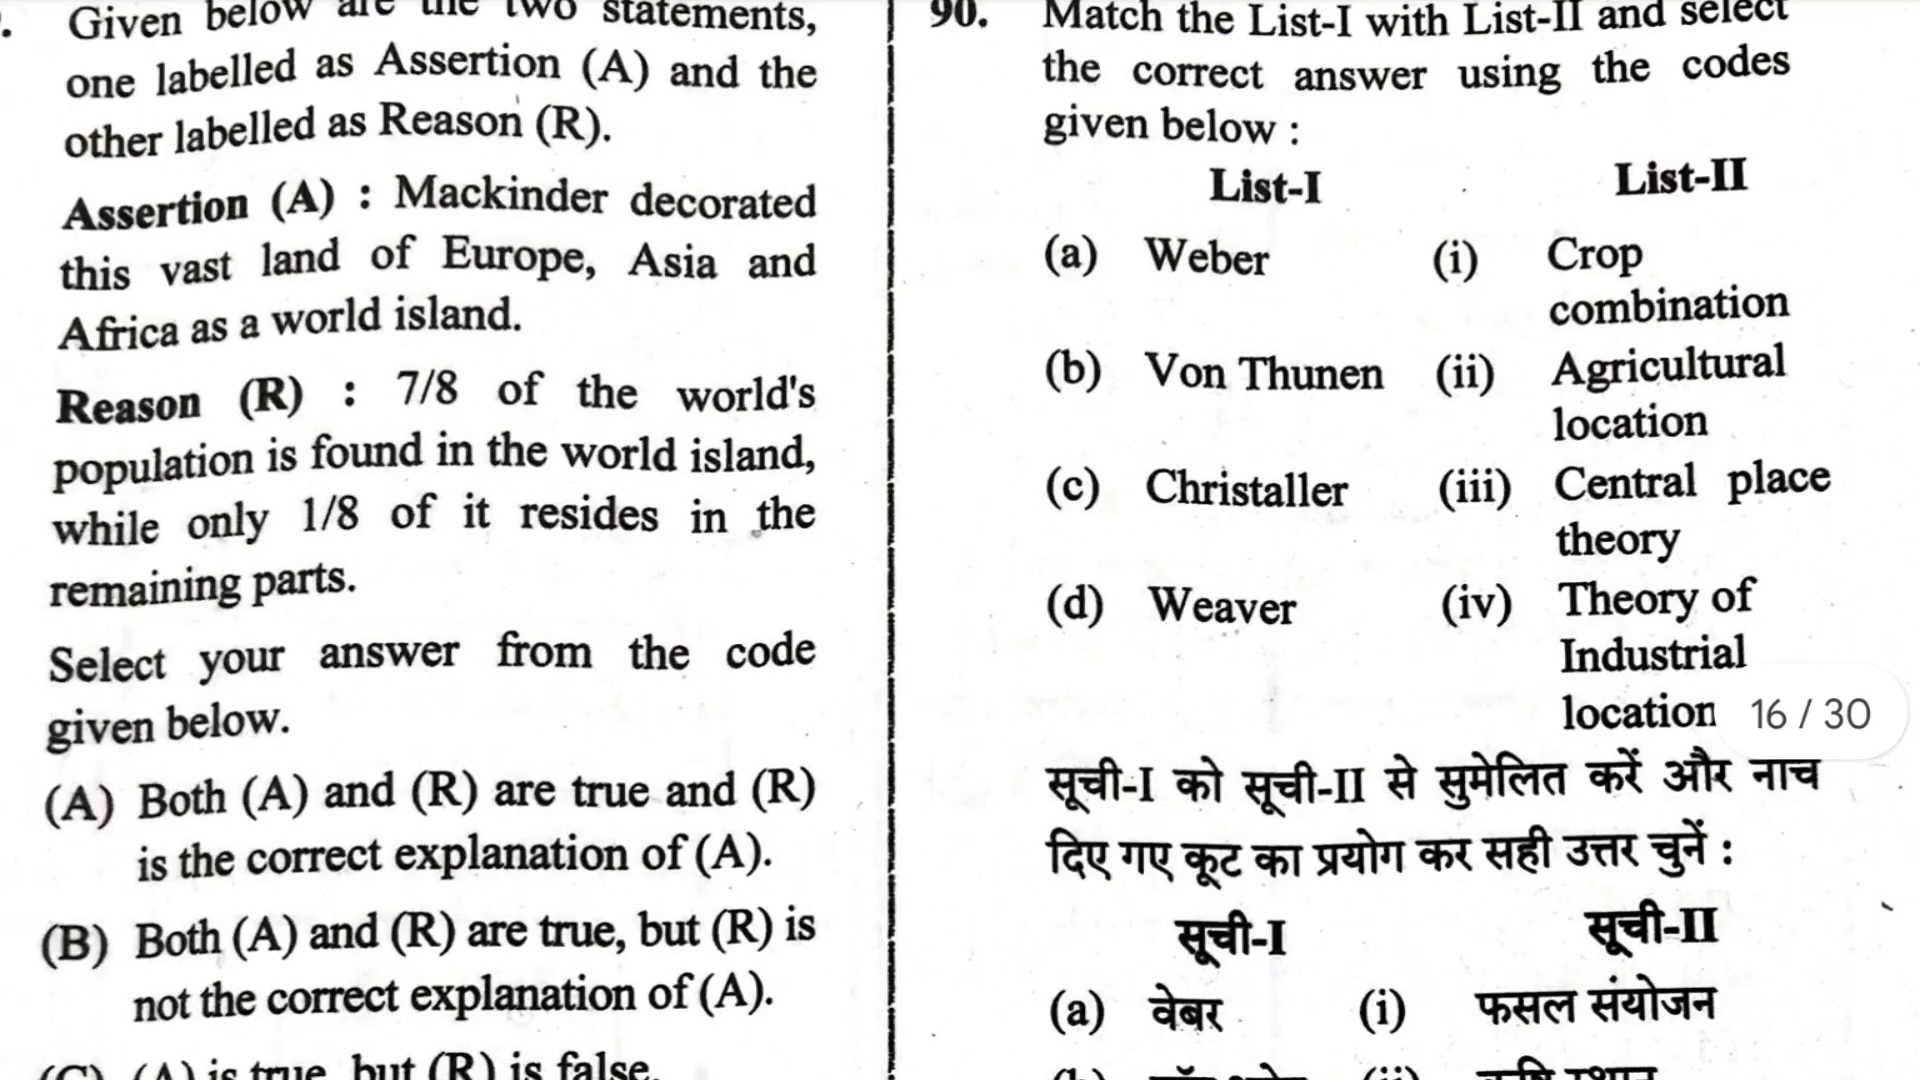 Given below are the two statements,
one labelled as Assertion (A) and the
other labelled as Reason (R).
Assertion (A) : Mackinder decorated
this vast land of Europe, Asia and
Africa as a world island.
Reason (R) : 7/8 of the world's
population is found in the world island,
while only 1/8 of it resides in the
remaining parts.
Select your answer from the code
given below.
(A) Both (A) and (R) are true and (R)
is the correct explanation of (A).
(B) Both (A) and (R) are true, but (R) is
not the correct explanation of (A).
(C) (A) is true, but (R) is false.
90. Match the List-I with List-II and select
the correct answer using the codes
given below :
List-I List-II
(a) Weber (i) Crop
combination
(b) Von Thunen (ii) Agricultural
location
(c) Christaller (iii) Central place
theory
(d) Weaver (iv) Theory of
Industrial
location
16 / 30
सूची-I को सूची-II से सुमेलित करें और नाच
दिए गए कूट का प्रयोग कर सही उत्तर चुनें :
सूची-I सूची-II
(a) वेबर (i) फसल संयोजन
(b) (ii) कृषि स्थान